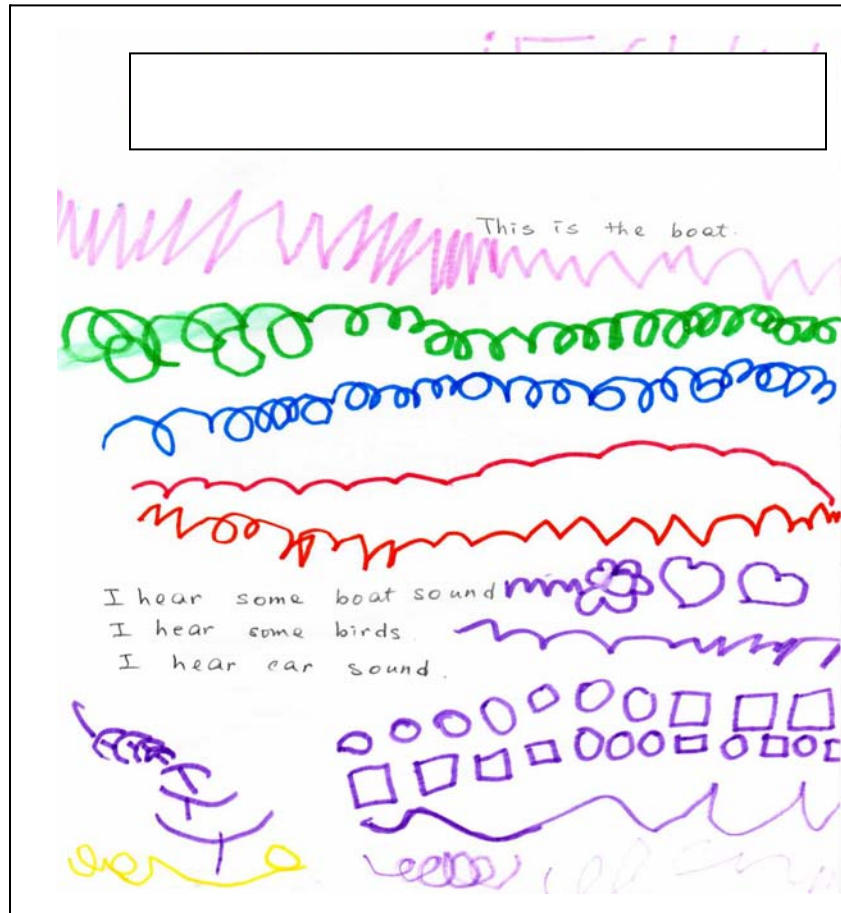 This is the boat.
I hear some boat sound
I hear some birds.
I hear car sound.